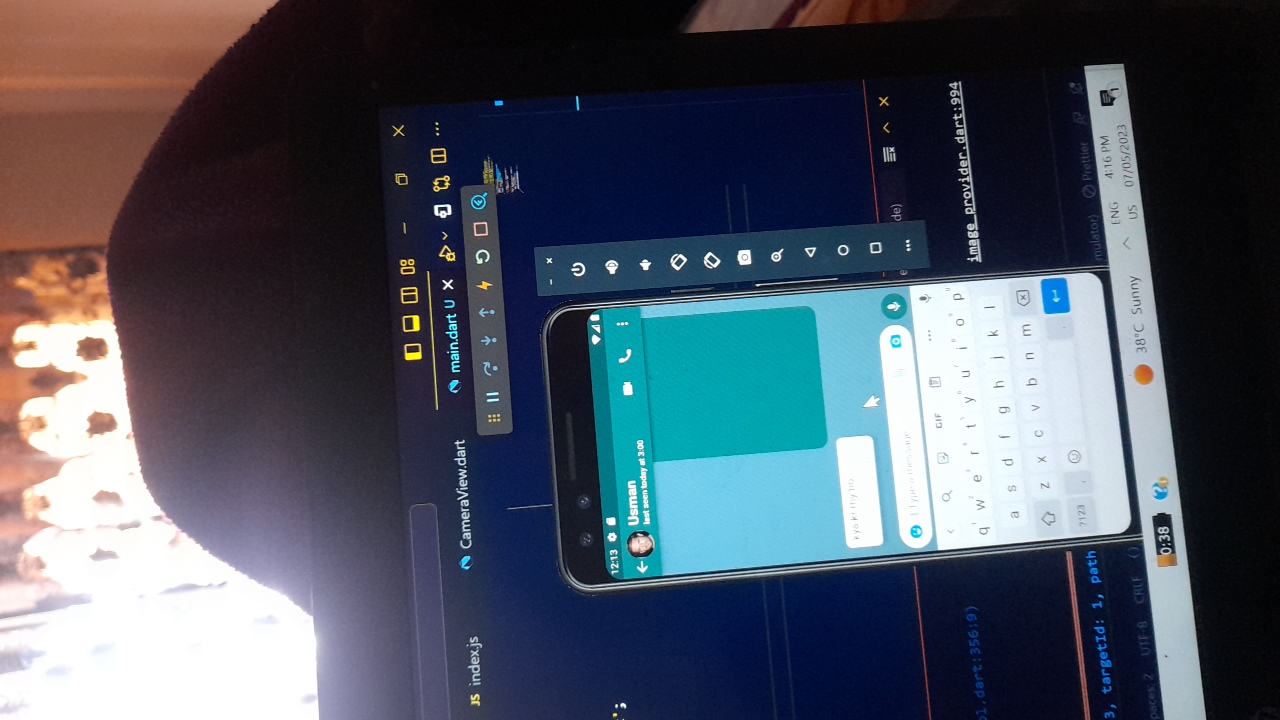 JS index.js
CameraView.dart
main.dart U
';
12:13
Usman
last seen today at 3:00
kya kr rhy ho
Type a message
de)
ol.dart:356:9)
image_provider.dart:994
GIF
q w e r t y u i o p
a s d f g h j k l
z x c v b n m
?123 , .
3, targetId: 1, path
mulator) Prettier
paces: 2 UTF-8 CRLF {}
0:38
38°C Sunny
ENG
US
4:16 PM
07/05/2023
1